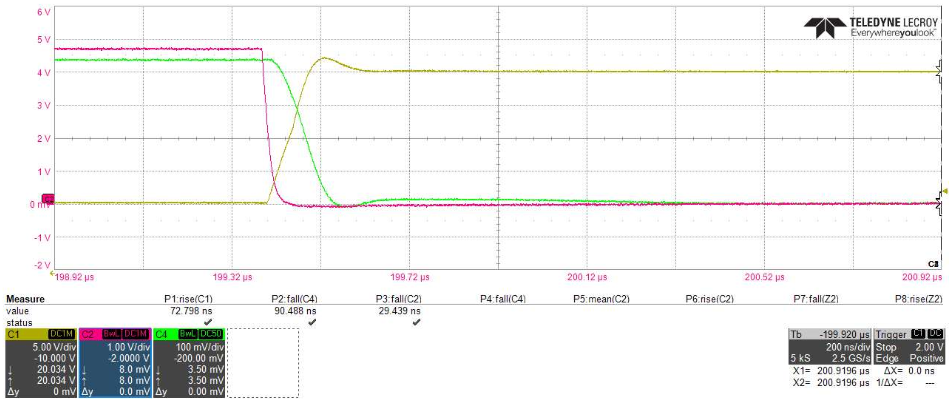 6 V
TELEDYNE LECROY
Everywhereyoulook™
5 V
4 V
3 V
2 V
1 V
0 mV
-1 V
-2 V
C1
198.92 µs 199.32 µs 199.72 µs 200.12 µs 200.52 µs 200.92 µs
Measure P1:rise(C1) P2:fall(C4) P3:fall(C2) P4:fall(C4) P5:mean(C2) P6:rise(C2) P7:fall(Z2) P8:rise(Z2)
value 72.798 ns 90.488 ns 29.439 ns
status
C1 DC1M C2 BwL DC1M C4 BwL DC50 Tb -199.920 µs Trigger C1 DC
5.00 V/div 1.00 V/div 100 mV/div 200 ns/div Stop 2.00 V
-10.000 V -2.0000 V -200.00 mV 5 kS 2.5 GS/s Edge Positive
↓ 20.034 V ↓ 8.0 mV ↓ 3.50 mV X1= 200.9196 µs ΔX= 0.0 ns
↑ 20.034 V ↑ 8.0 mV ↑ 3.50 mV X2= 200.9196 µs 1/ΔX= ---
Δy 0 mV Δy 0.0 mV Δy 0.00 mV